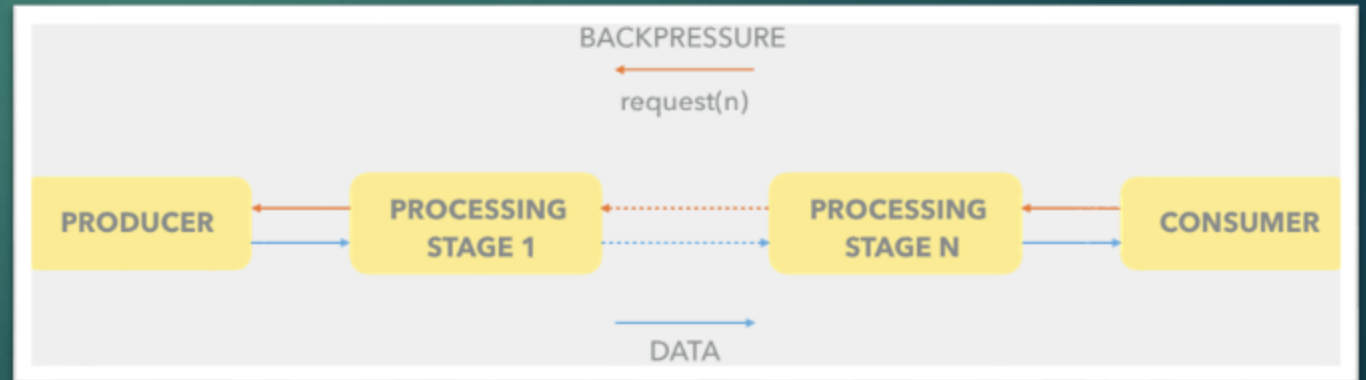 BACKPRESSURE
request(n)
PRODUCER
PROCESSING
STAGE 1
PROCESSING
STAGE N
CONSUMER
DATA